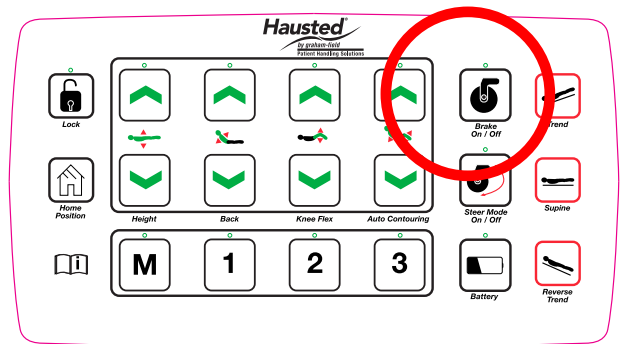 Hausted®
by graham-field
Patient Handling Solutions
Lock
Brake
On / Off
Trend
Home
Position
Height
Back
Knee Flex
Auto Contouring
Steer Mode
On / Off
Supine
i
M
1
2
3
Battery
Reverse
Trend